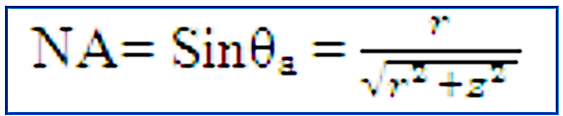 NA= Sinθₐ = r/√(r² + z²)